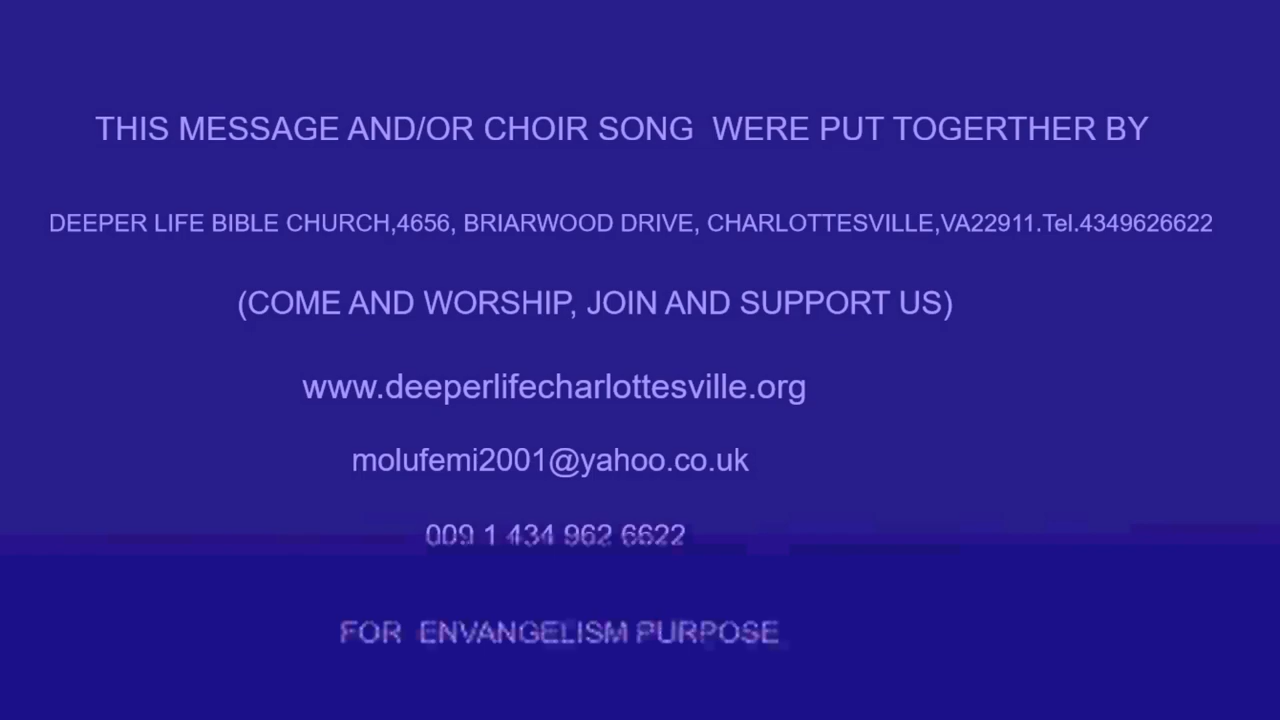 THIS MESSAGE AND/OR CHOIR SONG  WERE PUT TOGERTHER BY
DEEPER LIFE BIBLE CHURCH,4656, BRIARWOOD DRIVE, CHARLOTTESVILLE,VA22911.Tel.4349626622
(COME AND WORSHIP, JOIN AND SUPPORT US)
www.deeperlifecharlottesville.org
molufemi2001@yahoo.co.uk
009 1 434 962 6622
FOR  ENVANGELISM PURPOSE